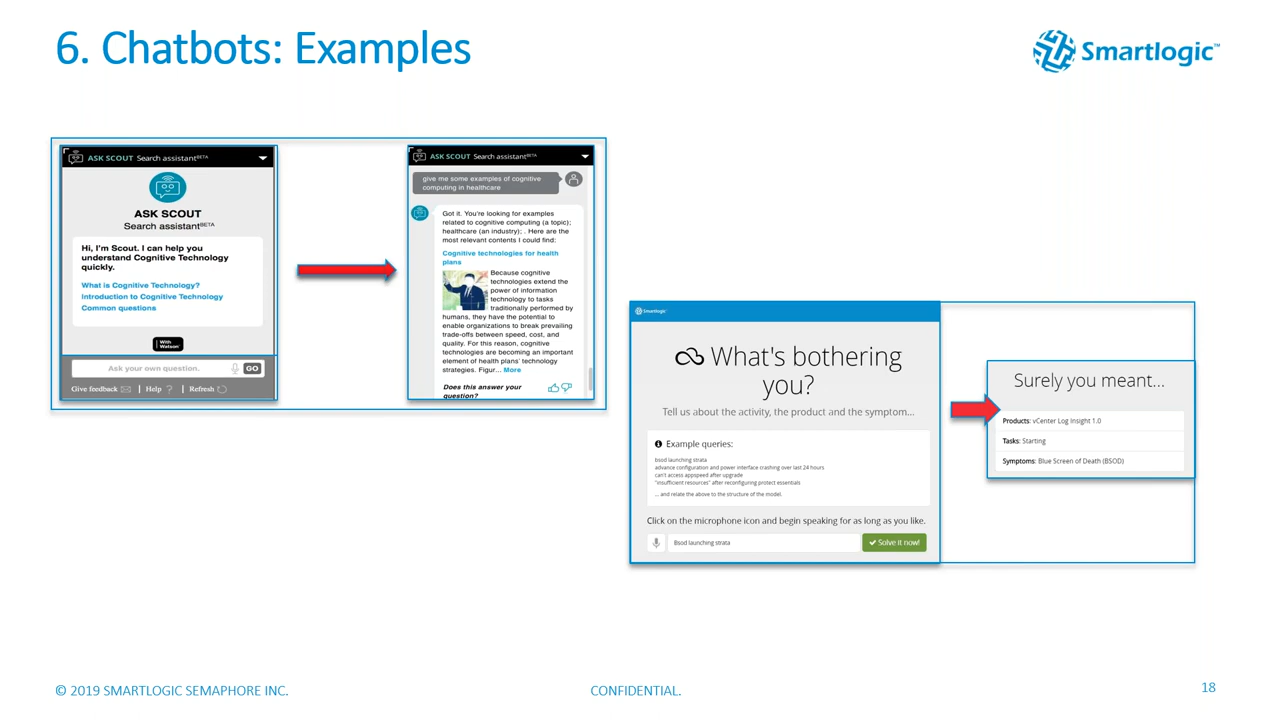 6. Chatbots: Examples
Smartlogic™
ASK SCOUT Search assistantBETA
ASK SCOUT
Search assistantBETA
Hi, I'm Scout. I can help you
understand Cognitive Technology
quickly.
What is Cognitive Technology?
Introduction to Cognitive Technology
Common questions
With
Watson
Ask your own question.
GO
Give feedback | Help ? | Refresh
ASK SCOUT Search assistantBETA
give me some examples of cognitive
computing in healthcare
Got it. You're looking for examples
related to cognitive computing (a topic);
healthcare (an industry); . Here are the
most relevant contents I could find:
Cognitive technologies for health
plans
Because cognitive
technologies extend the
power of information
technology to tasks
traditionally performed by
humans, they have the potential to
enable organizations to break prevailing
trade-offs between speed, cost, and
quality. For this reason, cognitive
technologies are becoming an important
element of health plans' technology
strategies. Figur... More
Does this answer your
question?
Smartlogic
What's bothering
you?
Tell us about the activity, the product and the symptom...
Example queries:
bsod launching strata
advance configuration and power interface crashing over last 24 hours
can't access appspeed after upgrade
"insufficient resources" after reconfiguring protect essentials
... and relate the above to the structure of the model.
Click on the microphone icon and begin speaking for as long as you like.
Bsod launching strata
Solve it now!
Surely you meant...
Products: vCenter Log Insight 1.0
Tasks: Starting
Symptoms: Blue Screen of Death (BSOD)
© 2019 SMARTLOGIC SEMAPHORE INC.
CONFIDENTIAL.
18